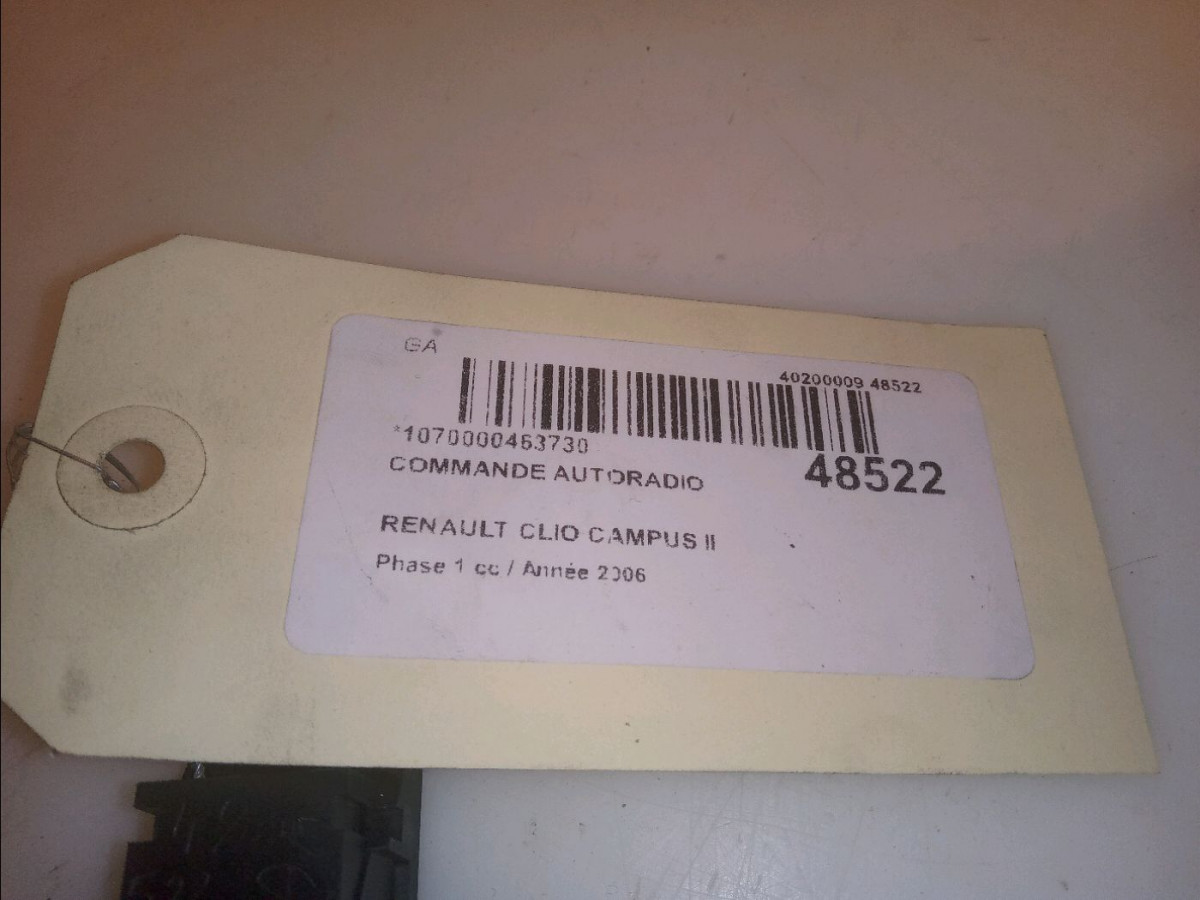 GA
40200009 48522
*1070000463730
48522
COMMANDE AUTORADIO
RENAULT CLIO CAMPUS II
Phase 1 cc / Année 2006